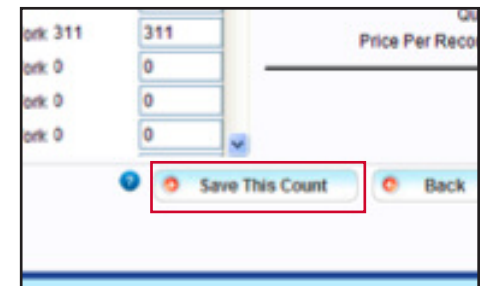 ork: 311 311
Price Per Reco
ork: 0 0
ork: 0 0
ork: 0 0
? Save This Count Back